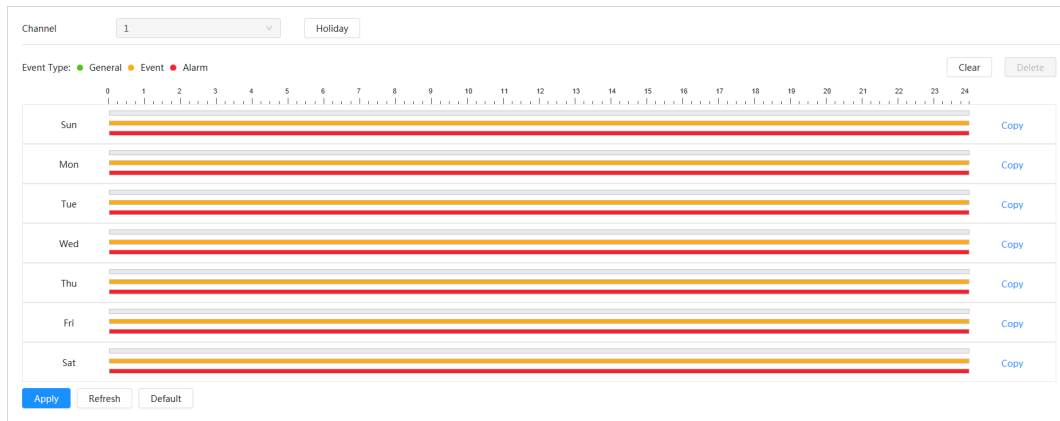 Channel 1 Holiday
Event Type: General Event Alarm Clear Delete
0 1 2 3 4 5 6 7 8 9 10 11 12 13 14 15 16 17 18 19 20 21 22 23 24
Sun Copy
Mon Copy
Tue Copy
Wed Copy
Thu Copy
Fri Copy
Sat Copy
Apply Refresh Default